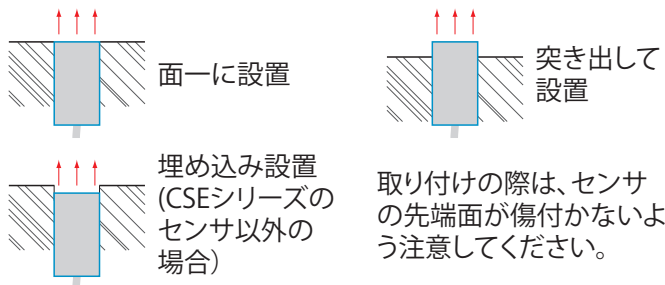 面一に設置
突き出して
設置
埋め込み設置
(CSEシリーズの
センサ以外の
場合)
取り付けの際は、センサ
の先端面が傷付かないよ
う注意してください。